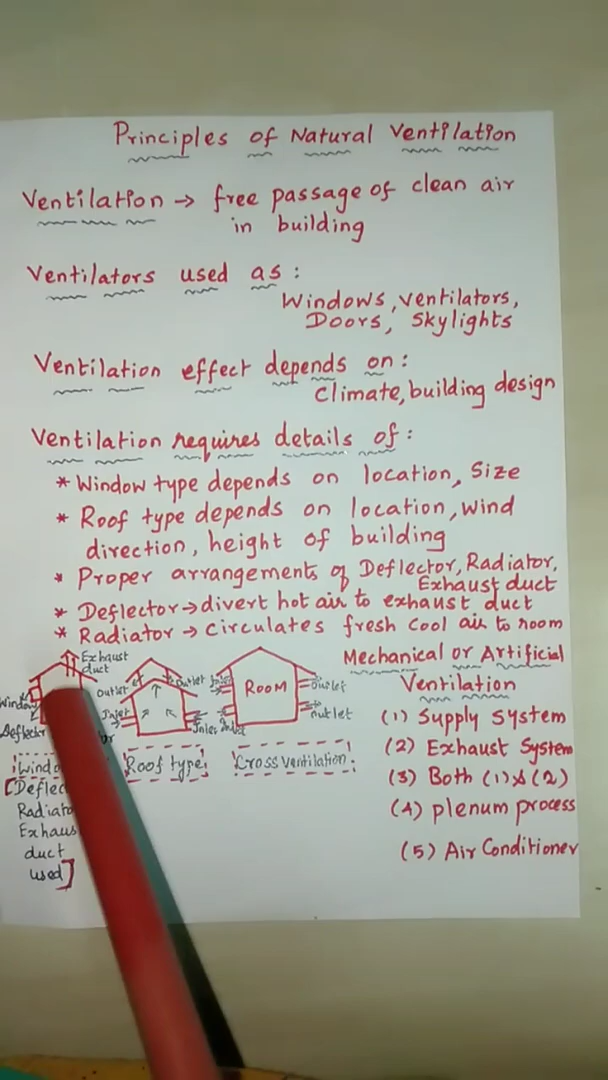 Principles of Natural Ventilation
Ventilation → free passage of clean air
in building
Ventilators used as :
Windows, ventilators,
Doors, Skylights
Ventilation effect depends on :
Climate, building design
Ventilation requires details of :
* Window type depends on location, Size
* Roof type depends on location, wind
direction, height of building
* Proper arrangements of Deflector, Radiator,
Exhaust duct
* Deflector → divert hot air to exhaust duct
* Radiator → circulates fresh cool air to room
Exhaust
duct
Window
Outlet
Outlet
Inlet
Inlet
Roof type
Inlet
ROOM
Outlet
Inlet
outlet
Cross ventilation
[
Exhaus
duct
used]
Mechanical or Artificial
Ventilation
(1) Supply system
(2) Exhaust System
(3) Both (1) & (2)
(4) plenum process
(5) Air Conditioner